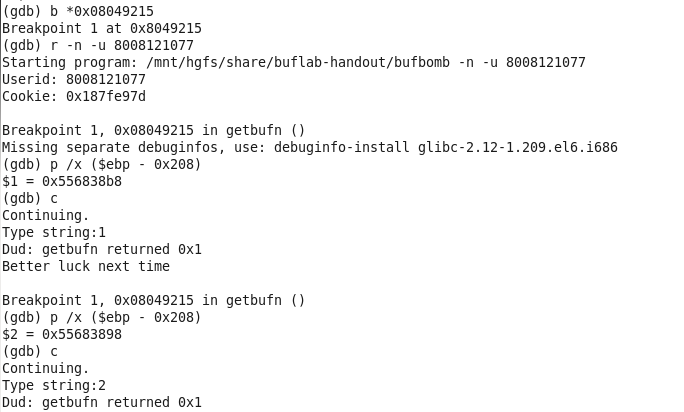 (gdb) b *0x08049215
Breakpoint 1 at 0x8049215
(gdb) r -n -u 8008121077
Starting program: /mnt/hgfs/share/buflab-handout/bufbomb -n -u 8008121077
Userid: 8008121077
Cookie: 0x187fe97d
Breakpoint 1, 0x08049215 in getbufn ()
Missing separate debuginfos, use: debuginfo-install glibc-2.12-1.209.el6.i686
(gdb) p /x ($ebp - 0x208)
$1 = 0x556838b8
(gdb) c
Continuing.
Type string:1
Dud: getbufn returned 0x1
Better luck next time
Breakpoint 1, 0x08049215 in getbufn ()
(gdb) p /x ($ebp - 0x208)
$2 = 0x55683898
(gdb) c
Continuing.
Type string:2
Dud: getbufn returned 0x1